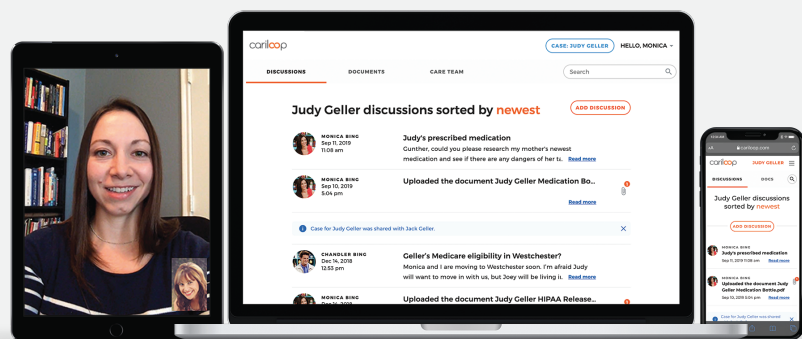 cariloop
CASE: JUDY GELLER
HELLO, MONICA
DISCUSSIONS
DOCUMENTS
CARE TEAM
Search
Judy Geller discussions sorted by newest
ADD DISCUSSION
MONICA BING
Sep 11, 2019
11:08 am
Judy's prescribed medication
Gunther, could you please research my mother's newest
medication and see if there are any dangers of her t. Read more
MONICA BING
Sep 10, 2019
5:04 pm
Uploaded the document Judy Geller Medication Bo...
1
Read more
Case for Judy Geller was shared with Jack Geller.
CHANDLER BING
Dec 14, 2018
12:53 pm
Geller's Medicare eligibility in Westchester?
Monica and I are moving to Westchester soon. I'm afraid Judy
will want to move in with us, but Joey will be living i. Read more
MONICA BING
Uploaded the document Judy Geller HIPAA Release...
cariloop.com
cariloop
JUDY GELLER
DISCUSSIONS
DOCS
Judy Geller discussions
sorted by newest
ADD DISCUSSION
MONICA BING
Judy's prescribed medication
Sep 11, 2019 11:08 am Read more
MONICA BING
Uploaded the document Judy
Geller Medication Bottle.pdf
Sep 10, 2019 5:04 pm Read more
Case for Judy Geller was shared